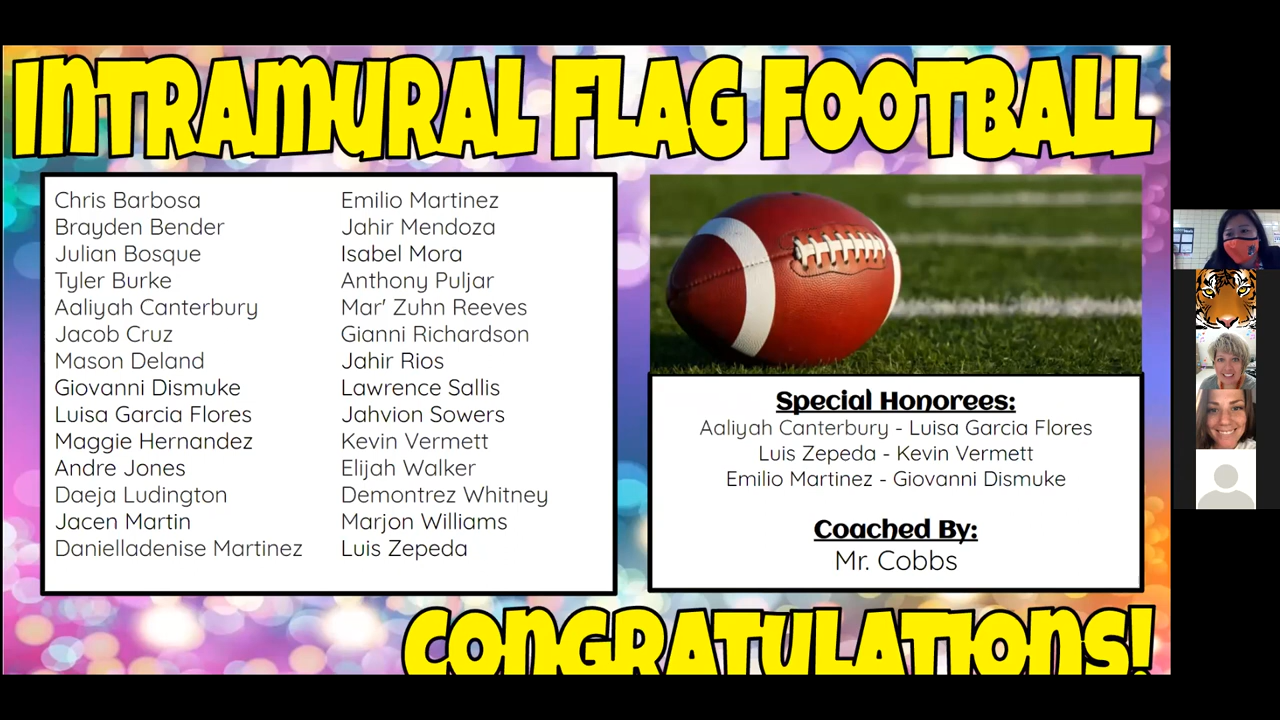 INTRAMURAL FLAG FOOTBALL
Chris Barbosa
Brayden Bender
Julian Bosque
Tyler Burke
Aaliyah Canterbury
Jacob Cruz
Mason Deland
Giovanni Dismuke
Luisa Garcia Flores
Maggie Hernandez
Andre Jones
Daeja Ludington
Jacen Martin
Danielladenise Martinez
Emilio Martinez
Jahir Mendoza
Isabel Mora
Anthony Puljar
Mar' Zuhn Reeves
Gianni Richardson
Jahir Rios
Lawrence Sallis
Jahvion Sowers
Kevin Vermett
Elijah Walker
Demontrez Whitney
Marjon Williams
Luis Zepeda
Special Honorees:
Aaliyah Canterbury - Luisa Garcia Flores
Luis Zepeda - Kevin Vermett
Emilio Martinez - Giovanni Dismuke
Coached By:
Mr. Cobbs
CONGRATULATIONS!